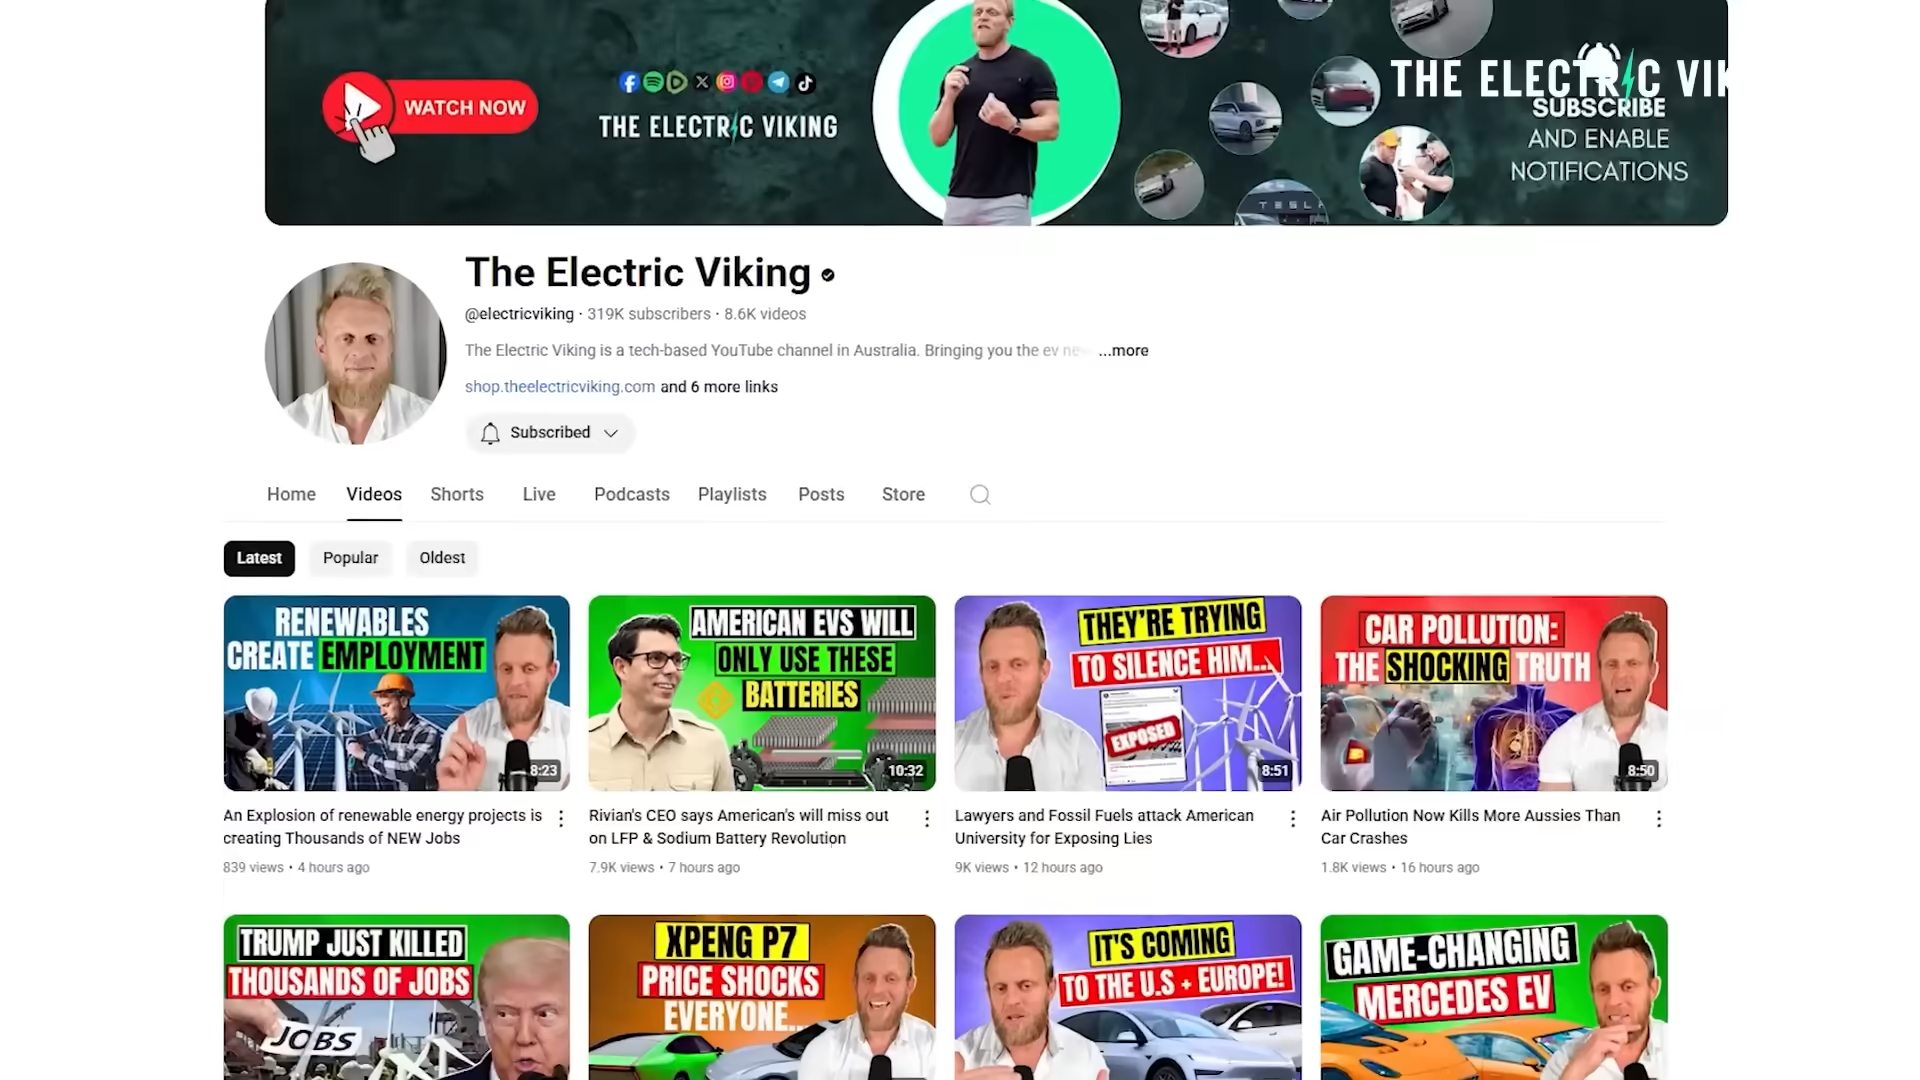 WATCH NOW
THE ELECTRIC VIKING
THE ELECTRIC VIK
SUBSCRIBE
AND ENABLE
NOTIFICATIONS
TESLA
The Electric Viking
@electricviking · 319K subscribers · 8.6K videos
The Electric Viking is a tech-based YouTube channel in Australia. Bringing you the ev ne ...more
shop.theelectricviking.com and 6 more links
Subscribed
Home Videos Shorts Live Podcasts Playlists Posts Store
Latest Popular Oldest
RENEWABLES
CREATE EMPLOYMENT
8:23
AMERICAN EVS WILL
ONLY USE THESE
BATTERIES
10:32
THEY'RE TRYING
TO SILENCE HIM...
EXPOSED
8:51
CAR POLLUTION:
THE SHOCKING TRUTH
8:50
An Explosion of renewable energy projects is
creating Thousands of NEW Jobs
839 views • 4 hours ago
Rivian's CEO says American's will miss out
on LFP & Sodium Battery Revolution
7.9K views • 7 hours ago
Lawyers and Fossil Fuels attack American
University for Exposing Lies
9K views • 12 hours ago
Air Pollution Now Kills More Aussies Than
Car Crashes
1.8K views • 16 hours ago
TRUMP JUST KILLED
THOUSANDS OF JOBS
JOBS
XPENG P7
PRICE SHOCKS
EVERYONE...
IT'S COMING
TO THE U.S + EUROPE!
GAME-CHANGING
MERCEDES EV